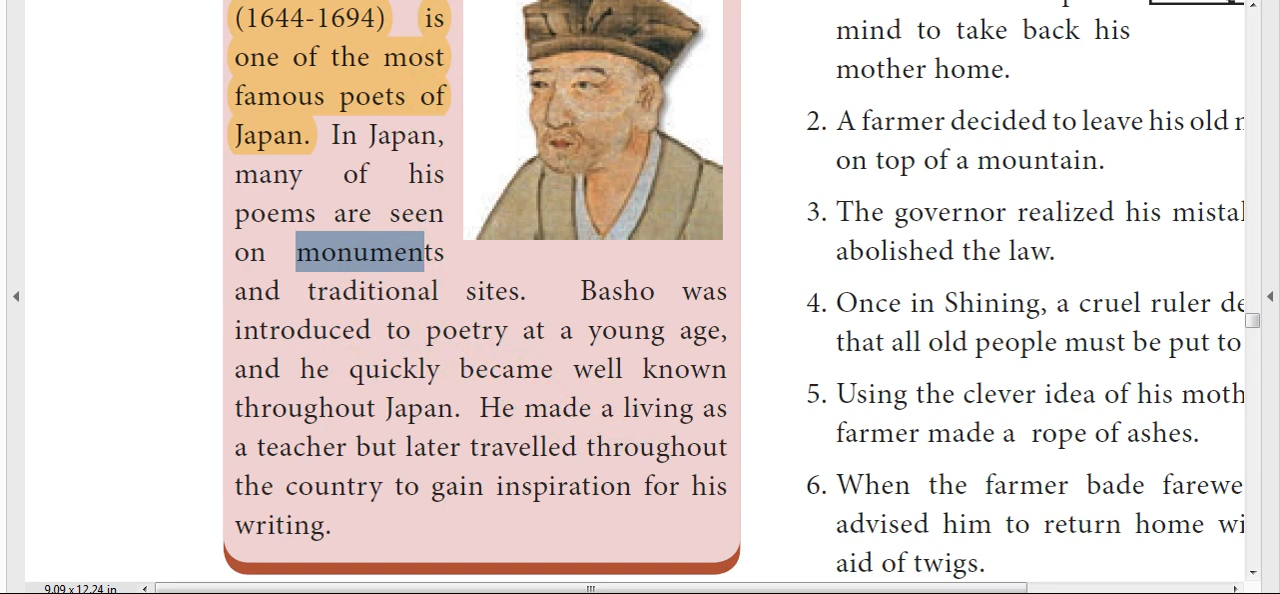 (1644-1694) is
one of the most
famous poets of
Japan. In Japan,
many of his
poems are seen
on monuments
and traditional sites. Basho was
introduced to poetry at a young age,
and he quickly became well known
throughout Japan. He made a living as
a teacher but later travelled throughout
the country to gain inspiration for his
writing.
mind to take back his
mother home.
2. A farmer decided to leave his old
on top of a mountain.
3. The governor realized his
abolished the law.
4. Once in Shining, a cruel ruler
that all old people must be put to
5. Using the clever idea of his
farmer made a rope of ashes.
6. When the farmer bade
advised him to return home
aid of twigs.
9.09 x 12.24 in